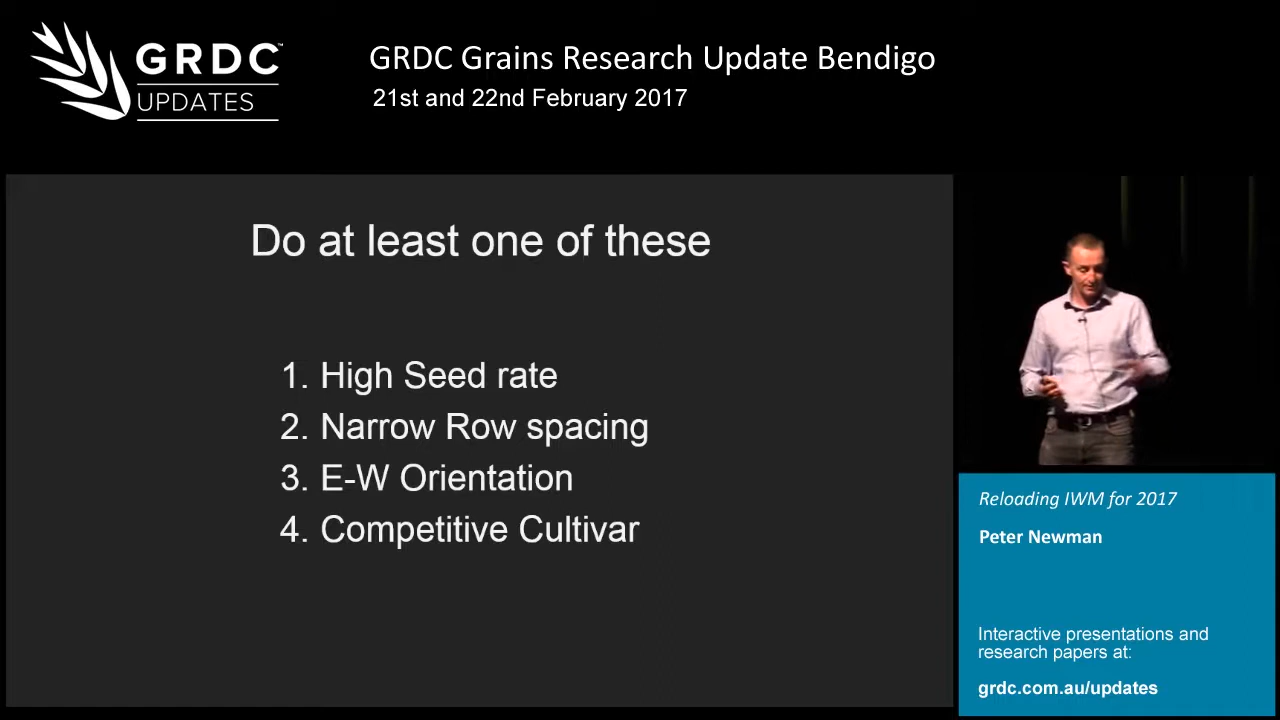 GRDC™
UPDATES
GRDC Grains Research Update Bendigo
21st and 22nd February 2017
Do at least one of these
1. High Seed rate
2. Narrow Row spacing
3. E-W Orientation
4. Competitive Cultivar
Reloading IWM for 2017
Peter Newman
Interactive presentations and
research papers at:
grdc.com.au/updates